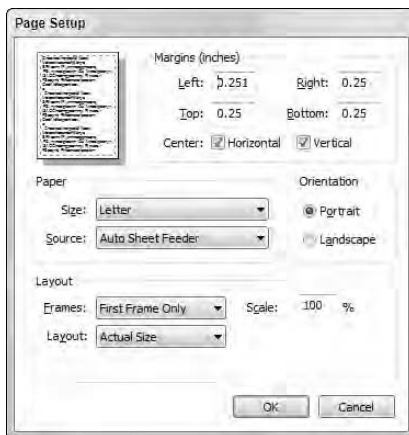 Page Setup
Margins (inches)
Left: 0.251 Right: 0.25
Top: 0.25 Bottom: 0.25
Center: Horizontal Vertical
Paper Orientation
Size: Letter Portrait
Source: Auto Sheet Feeder Landscape
Layout
Frames: First Frame Only Scale: 100 %
Layout: Actual Size
OK Cancel